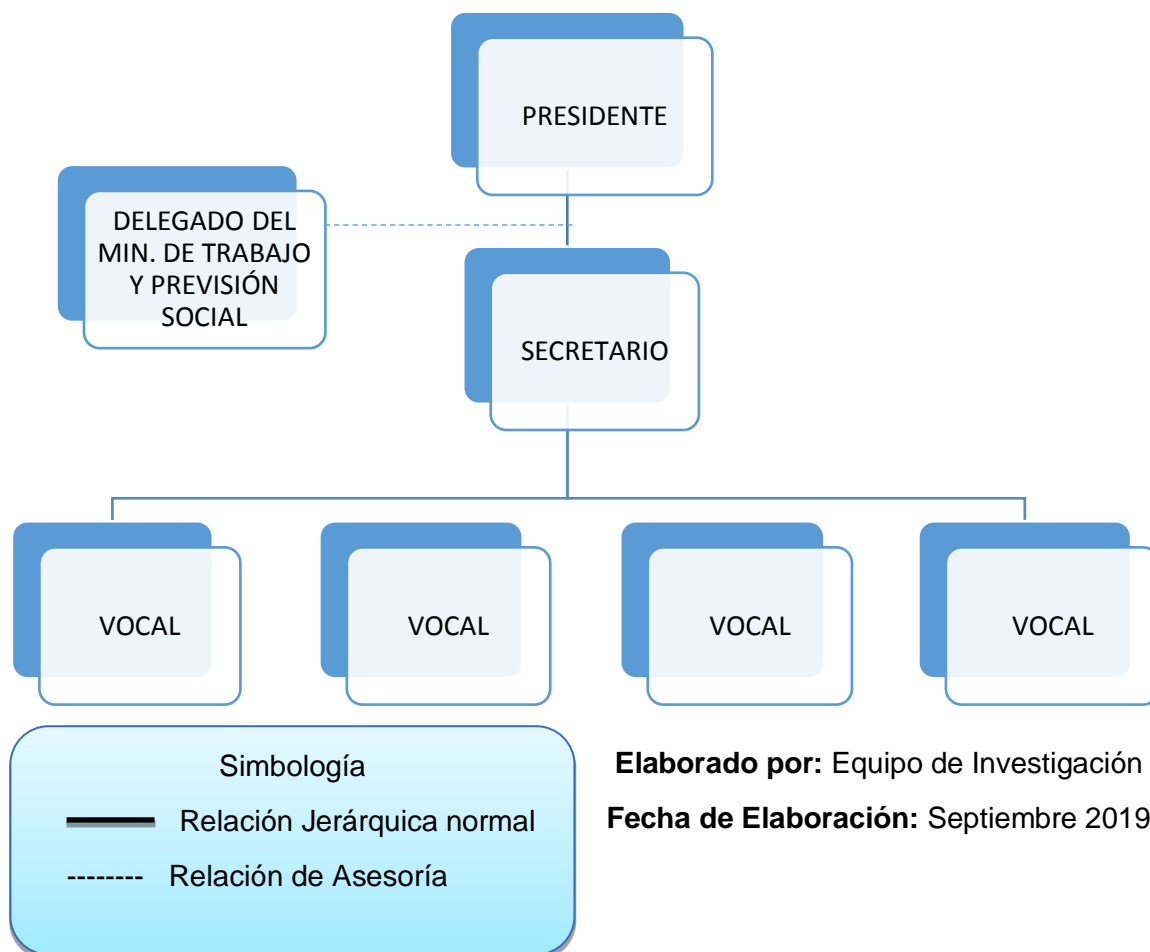 PRESIDENTE
DELEGADO DEL
MIN. DE TRABAJO
Y PREVISIÓN
SOCIAL
SECRETARIO
VOCAL
VOCAL
VOCAL
VOCAL
Simbología
Relación Jerárquica normal
Relación de Asesoría
Elaborado por: Equipo de Investigación
Fecha de Elaboración: Septiembre 2019